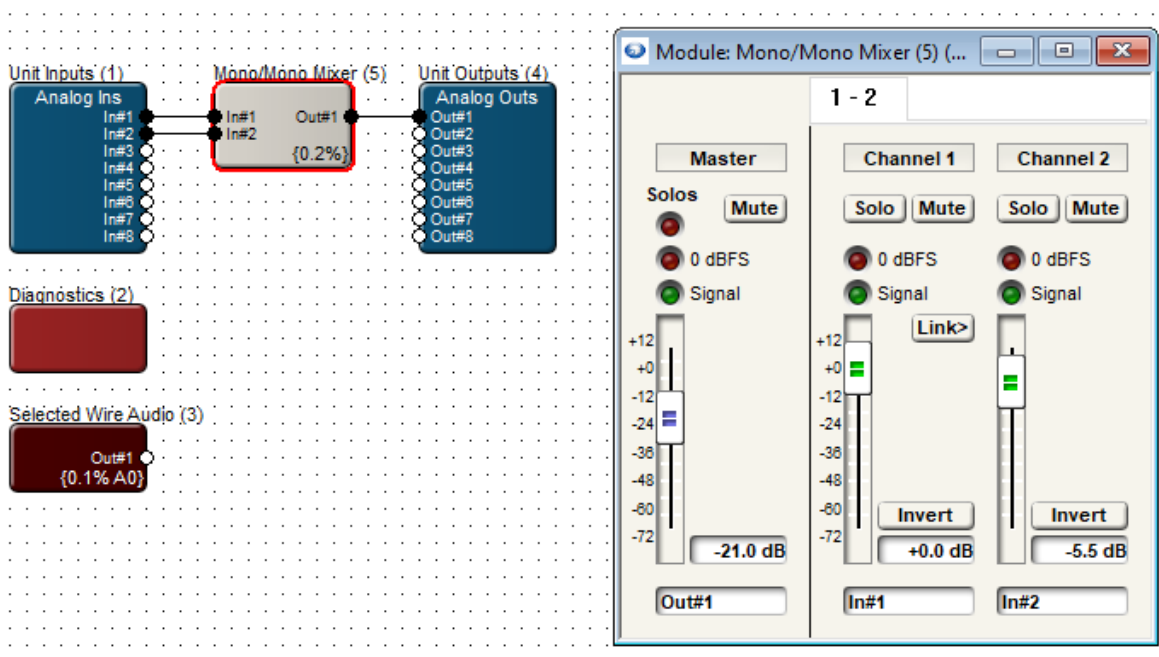 Unit Inputs (1)
Analog Ins
In#1
In#2
In#3
In#4
In#5
In#6
In#7
In#8
Mono/Mono Mixer (5)
In#1 Out#1
In#2
{0.2%}
Unit Outputs (4)
Analog Outs
Out#1
Out#2
Out#3
Out#4
Out#5
Out#6
Out#7
Out#8
Diagnostics (2)
Selected Wire Audio (3)
Out#1
{0.1% A0}
Module: Mono/Mono Mixer (5) (...
1 - 2
Master
Solos
Mute
0 dBFS
Signal
+12
+0
-12
-24
-36
-48
-60
-72
-21.0 dB
Out#1
Channel 1
Solo Mute
0 dBFS
Signal
Link>
+12
+0
-12
-24
-36
-48
-60
-72
Invert
+0.0 dB
In#1
Channel 2
Solo Mute
0 dBFS
Signal
Invert
-5.5 dB
In#2